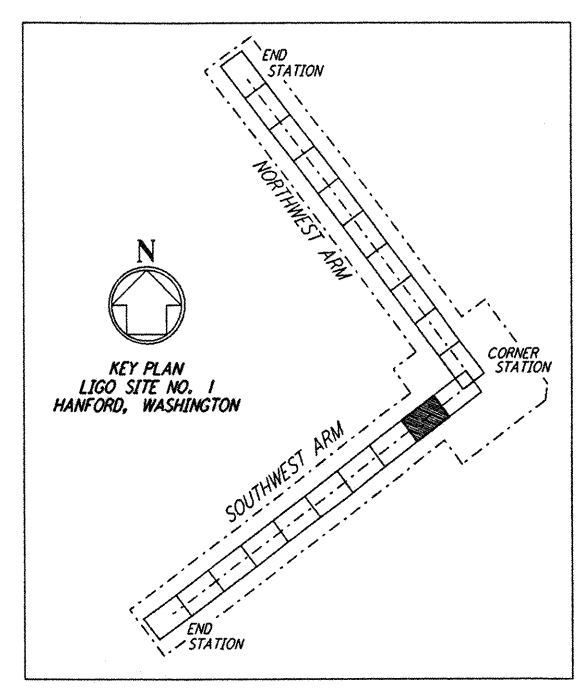 END
STATION
NORTHWEST ARM
N
KEY PLAN
LIGO SITE NO. 1
HANFORD, WASHINGTON
CORNER
STATION
SOUTHWEST ARM
END
STATION